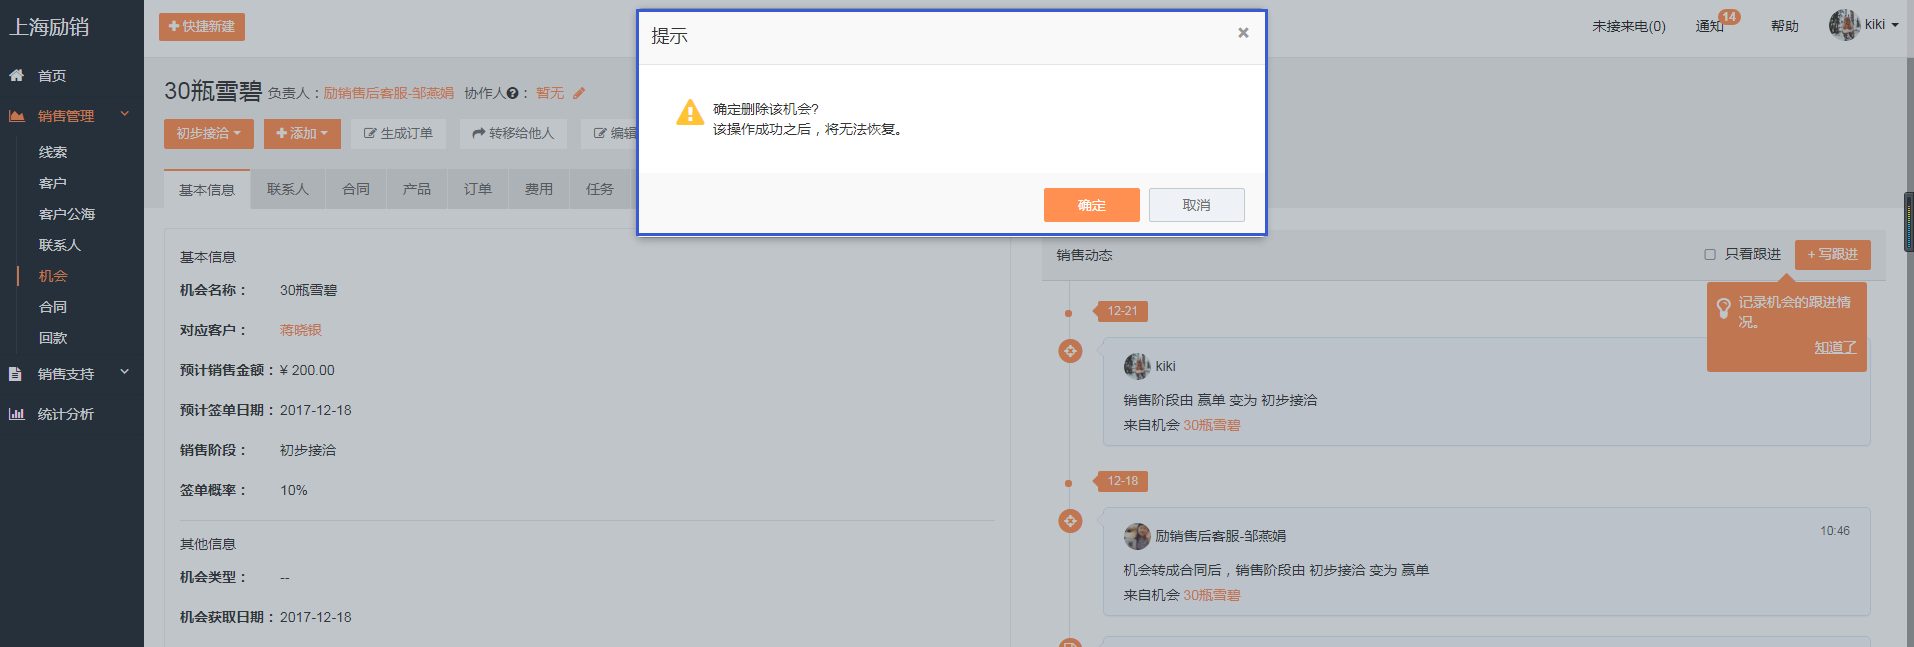 上海励销
快捷新建
未接来电(0)
通知
14
帮助
kiki
首页
销售管理
线索
客户
客户公海
联系人
机会
合同
回款
销售支持
统计分析
30瓶雪碧 负责人：励销售后客服-邹燕娟 协作人 ： 暂无
初步接洽
添加
生成订单
转移给他人
编辑
基本信息
联系人
合同
产品
订单
费用
任务
提示
确定删除该机会?
该操作成功之后，将无法恢复。
确定
取消
基本信息
机会名称： 30瓶雪碧
对应客户： 蒋晓银
预计销售金额：¥ 200.00
预计签单日期：2017-12-18
销售阶段： 初步接洽
签单概率： 10%
其他信息
机会类型： --
机会获取日期：2017-12-18
销售动态
只看跟进
+ 写跟进
记录机会的跟进情
况。
知道了
12-21
kiki
销售阶段由 赢单 变为 初步接洽
来自机会 30瓶雪碧
12-18
励销售后客服-邹燕娟
10:46
机会转成合同后，销售阶段由 初步接洽 变为 赢单
来自机会 30瓶雪碧